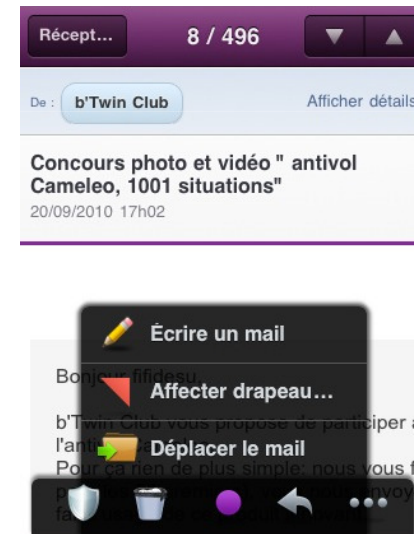 Récept...
8 / 496
De : b'Twin Club
Afficher détails
Concours photo et vidéo " antivol
Cameleo, 1001 situations"
20/09/2010 17h02
Écrire un mail
Bonjour fifidesu,
Affecter drapeau...
b'Twin Club vous propose de participer à
l'anti
Déplacer le mail
Pour ça rien de plus simple: nous vous f